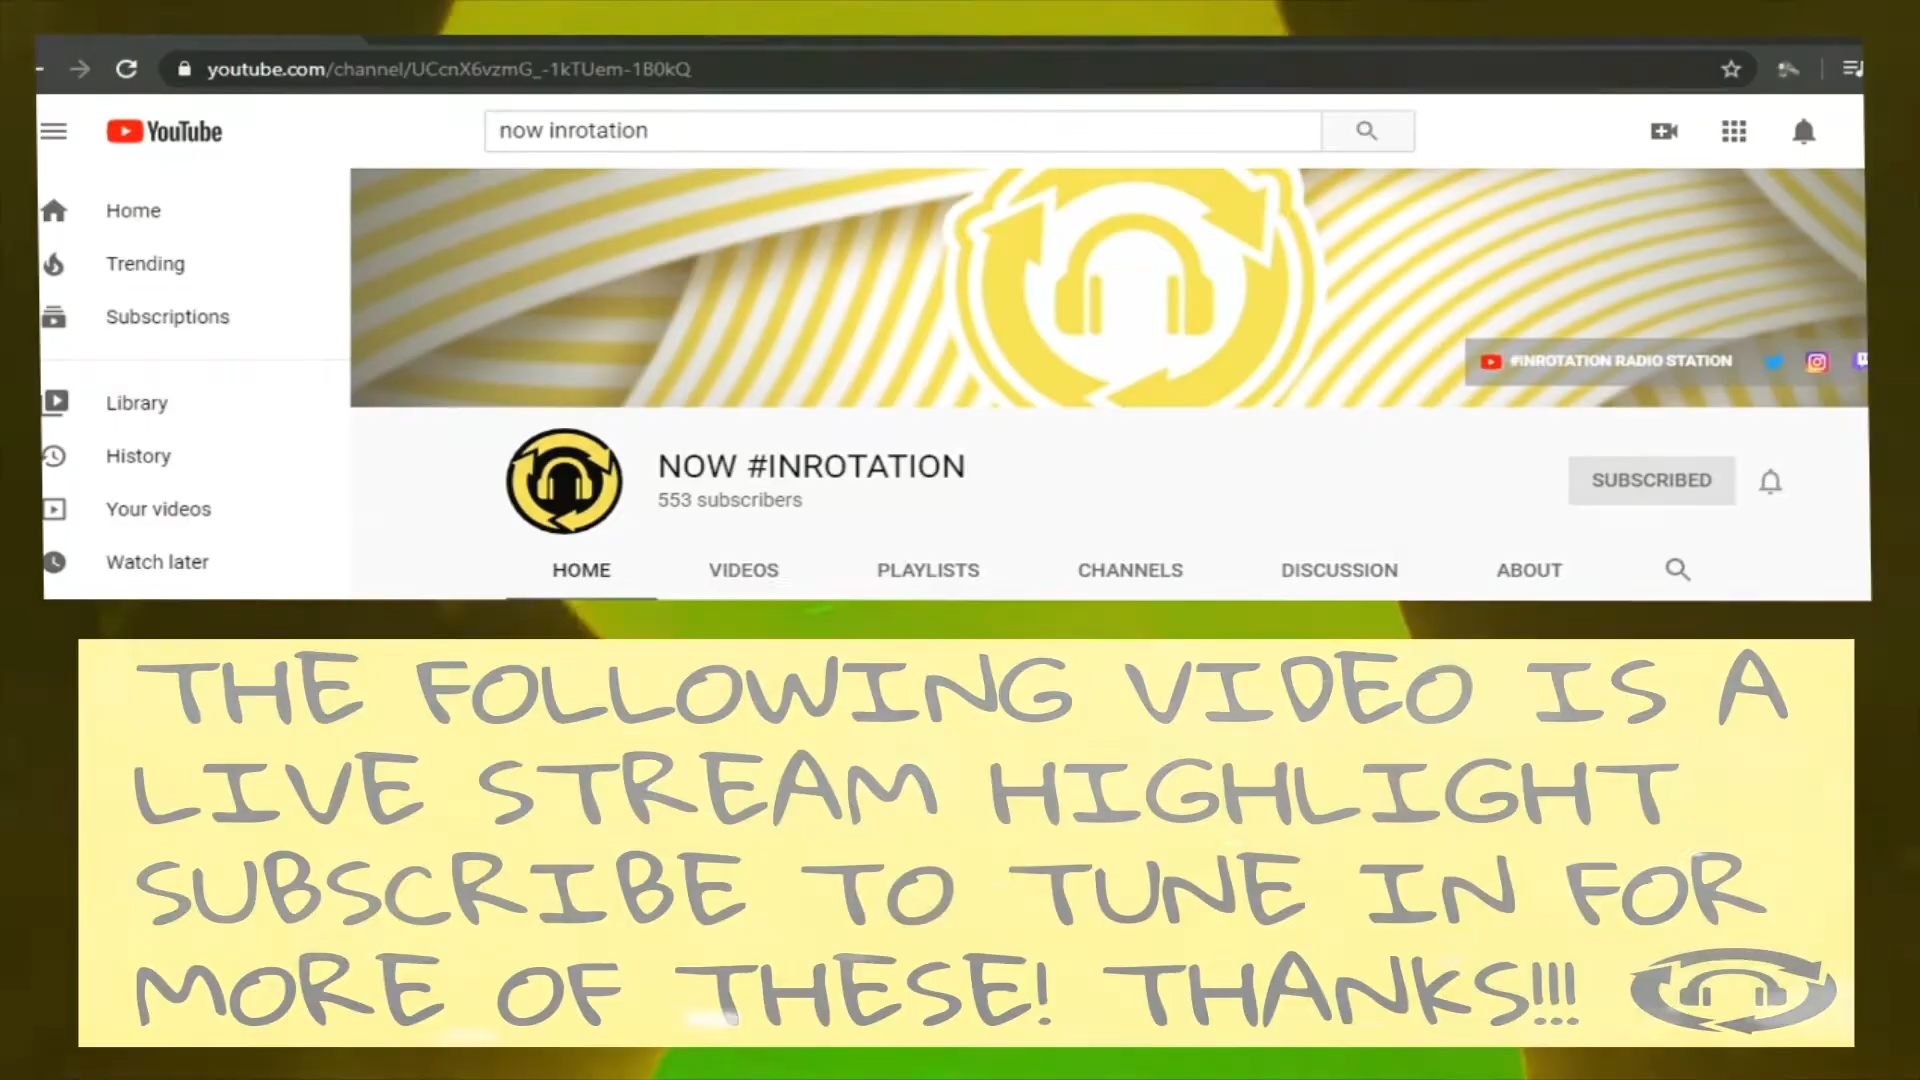 youtube.com/channel/UCcnX6vzmG_-1kTUem-1B0kQ
YouTube
now inrotation
Home
Trending
Subscriptions
#INROTATION RADIO STATION
Library
History
Your videos
Watch later
NOW #INROTATION
553 subscribers
SUBSCRIBED
HOME VIDEOS PLAYLISTS CHANNELS DISCUSSION ABOUT
THE FOLLOWING VIDEO IS A
LIVE STREAM HIGHLIGHT
SUBSCRIBE TO TUNE IN FOR
MORE OF THESE! THANKS!!!